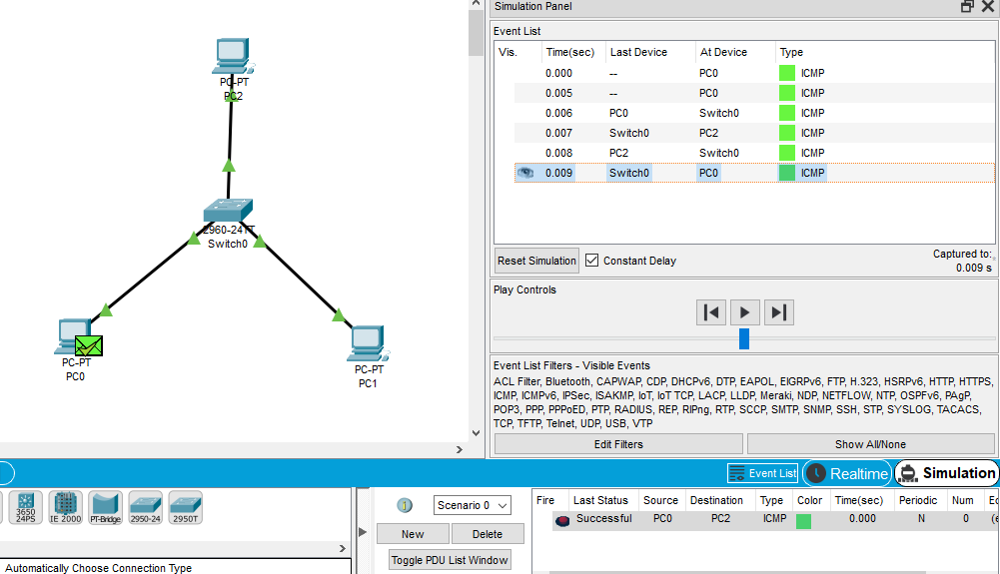 PC-PT
PC2
2960-24TT
Switch0
PC-PT
PC0
PC-PT
PC1
Simulation Panel
Event List
Vis. Time(sec) Last Device At Device Type
0.000 -- PC0 ICMP
0.005 -- PC0 ICMP
0.006 PC0 Switch0 ICMP
0.007 Switch0 PC2 ICMP
0.008 PC2 Switch0 ICMP
0.009 Switch0 PC0 ICMP
Reset Simulation Constant Delay Captured to:
0.009 s
Play Controls
Event List Filters - Visible Events
ACL Filter, Bluetooth, CAPWAP, CDP, DHCPv6, DTP, EAPOL, EIGRPv6, FTP, H.323, HSRPv6, HTTP, HTTPS,
ICMP, ICMPv6, IPSec, ISAKMP, IoT, IoT TCP, LACP, LLDP, Meraki, NDP, NETFLOW, NTP, OSPFv6, PAgP,
POP3, PPP, PPPoED, PTP, RADIUS, REP, RIPng, RTP, SCCP, SMTP, SNMP, SSH, STP, SYSLOG, TACACS,
TCP, TFTP, Telnet, UDP, USB, VTP
Edit Filters Show All/None
Event List Realtime Simulation
3650
24PS
IE 2000
PT-Bridge
2950-24
2950T
Automatically Choose Connection Type
Scenario 0
New Delete
Toggle PDU List Window
Fire Last Status Source Destination Type Color Time(sec) Periodic Num
Successful PC0 PC2 ICMP 0.000 N 0